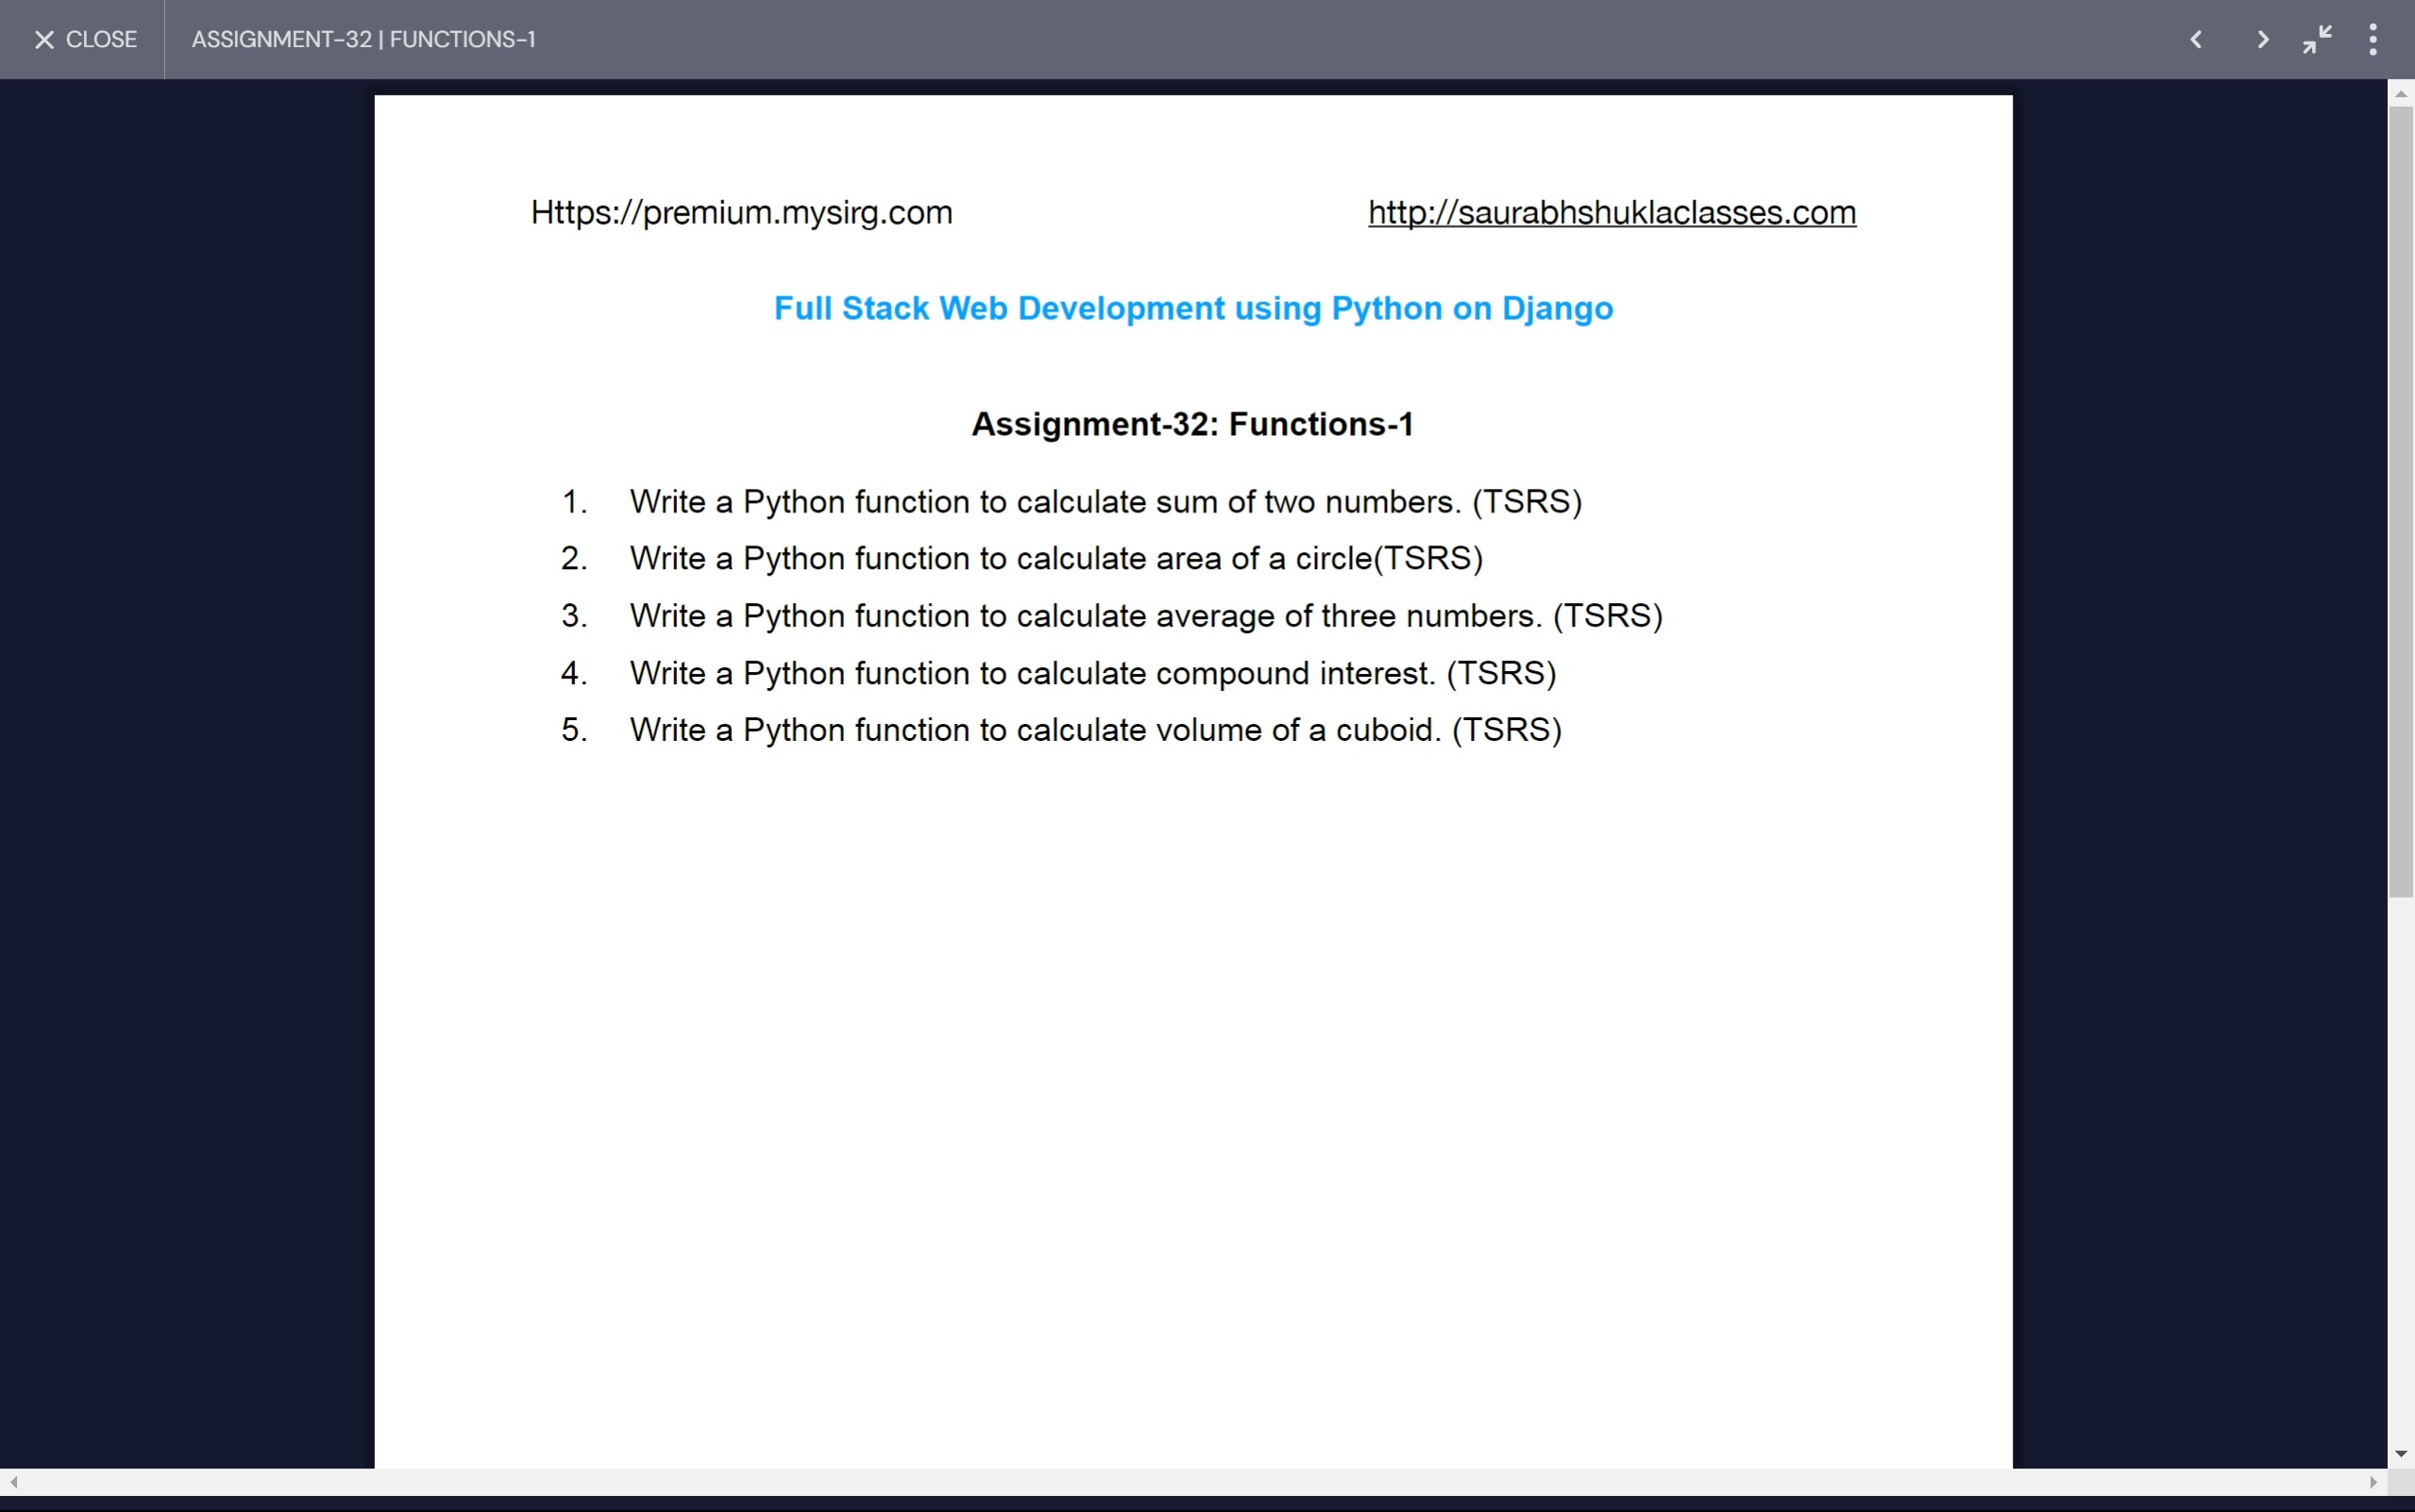 CLOSE
ASSIGNMENT-32 | FUNCTIONS-1
Https://premium.mysirg.com
http://saurabhshuklaclasses.com
Full Stack Web Development using Python on Django
Assignment-32: Functions-1
1. Write a Python function to calculate sum of two numbers. (TSRS)
2. Write a Python function to calculate area of a circle(TSRS)
3. Write a Python function to calculate average of three numbers. (TSRS)
4. Write a Python function to calculate compound interest. (TSRS)
5. Write a Python function to calculate volume of a cuboid. (TSRS)